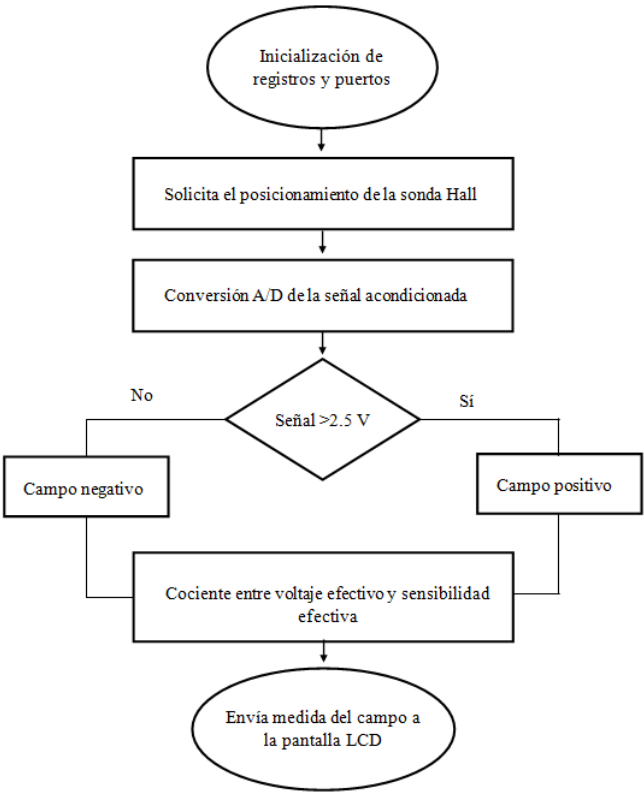 Inicialización de
registros y puertos
Solicita el posicionamiento de la sonda Hall
Conversión A/D de la señal acondicionada
No
Señal >2.5 V
Sí
Campo negativo
Campo positivo
Cociente entre voltaje efectivo y sensibilidad
efectiva
Envía medida del campo a
la pantalla LCD